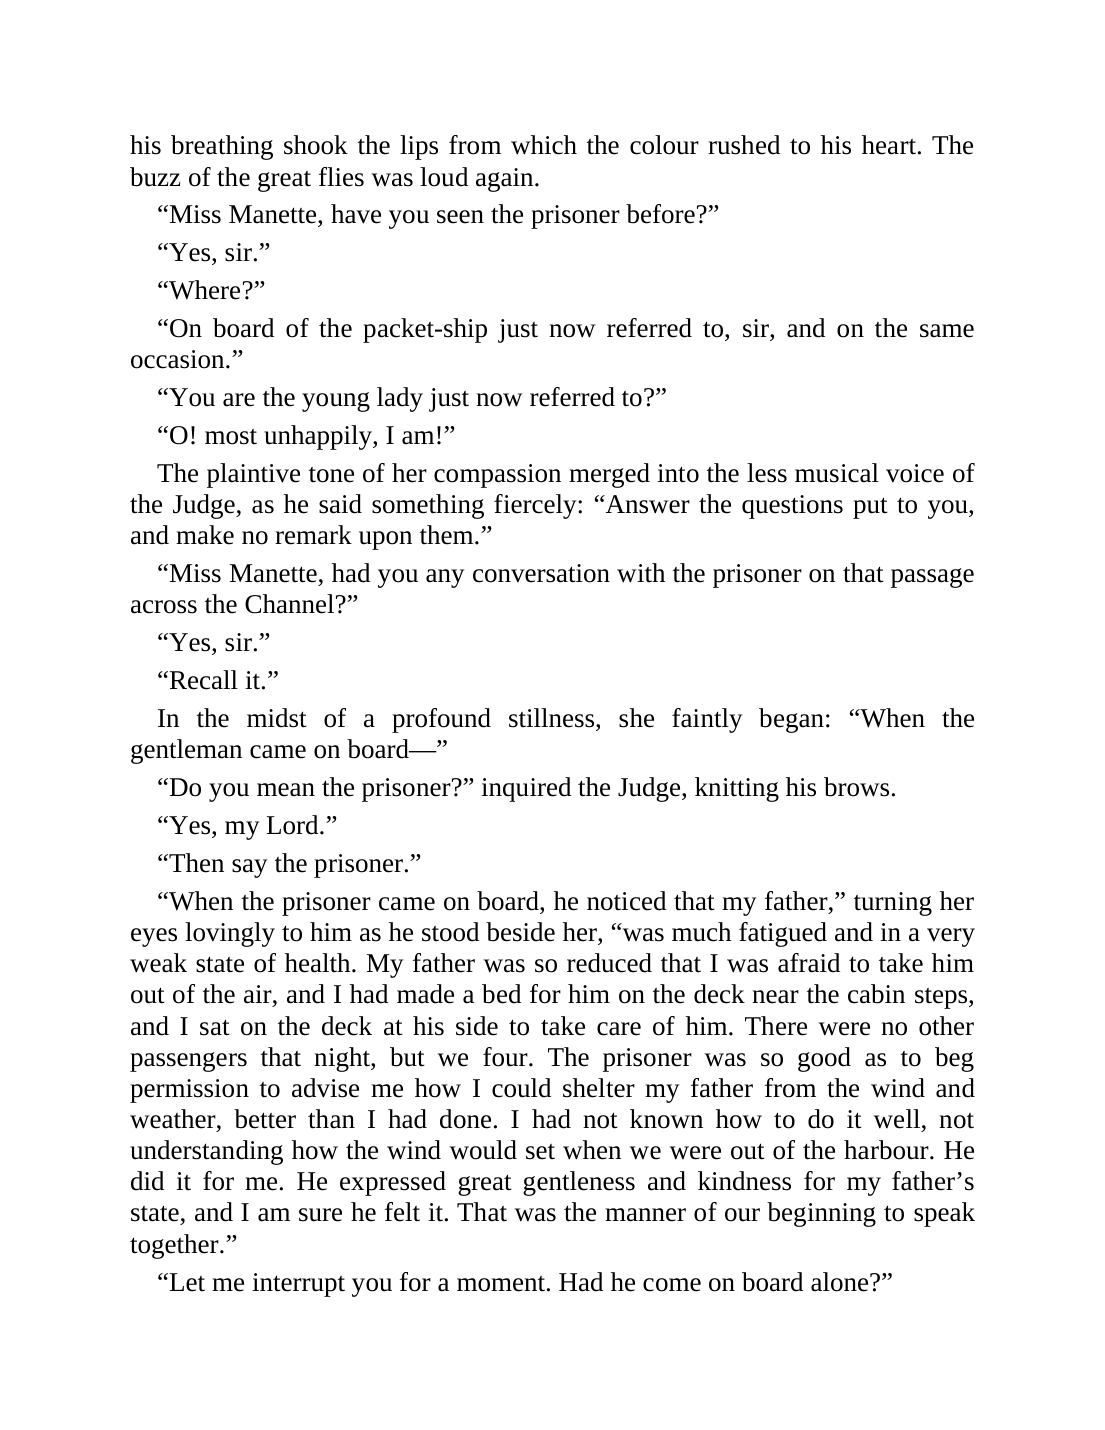 his breathing shook the lips from which the colour rushed to his heart. The
buzz of the great flies was loud again.
“Miss Manette, have you seen the prisoner before?”
“Yes, sir.”
“Where?”
“On board of the packet-ship just now referred to, sir, and on the same
occasion.”
“You are the young lady just now referred to?”
“O! most unhappily, I am!”
The plaintive tone of her compassion merged into the less musical voice of
the Judge, as he said something fiercely: “Answer the questions put to you,
and make no remark upon them.”
“Miss Manette, had you any conversation with the prisoner on that passage
across the Channel?”
“Yes, sir.”
“Recall it.”
In the midst of a profound stillness, she faintly began: “When the
gentleman came on board—”
“Do you mean the prisoner?” inquired the Judge, knitting his brows.
“Yes, my Lord.”
“Then say the prisoner.”
“When the prisoner came on board, he noticed that my father,” turning her
eyes lovingly to him as he stood beside her, “was much fatigued and in a very
weak state of health. My father was so reduced that I was afraid to take him
out of the air, and I had made a bed for him on the deck near the cabin steps,
and I sat on the deck at his side to take care of him. There were no other
passengers that night, but we four. The prisoner was so good as to beg
permission to advise me how I could shelter my father from the wind and
weather, better than I had done. I had not known how to do it well, not
understanding how the wind would set when we were out of the harbour. He
did it for me. He expressed great gentleness and kindness for my father’s
state, and I am sure he felt it. That was the manner of our beginning to speak
together.”
“Let me interrupt you for a moment. Had he come on board alone?”